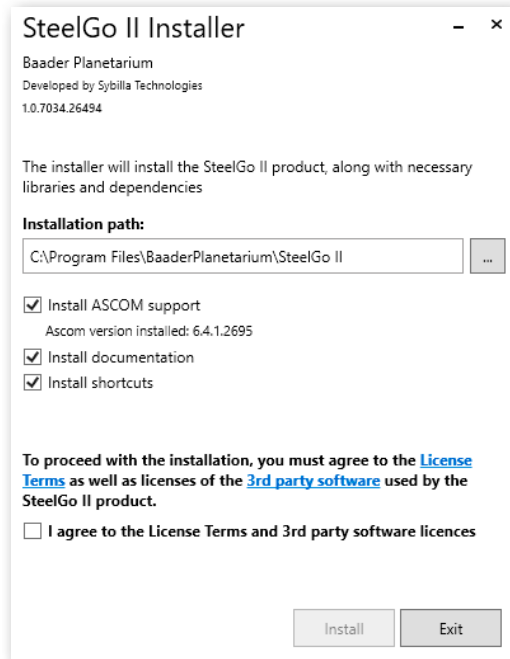 SteelGo II Installer
Baader Planetarium
Developed by Sybilla Technologies
1.0.7034.26494
The installer will install the SteelGo II product, along with necessary
libraries and dependencies
Installation path:
C:\Program Files\BaaderPlanetarium\SteelGo II
...
Install ASCOM support
Ascom version installed: 6.4.1.2695
Install documentation
Install shortcuts
To proceed with the installation, you must agree to the License
Terms as well as licenses of the 3rd party software used by the
SteelGo II product.
I agree to the License Terms and 3rd party software licences
Install Exit